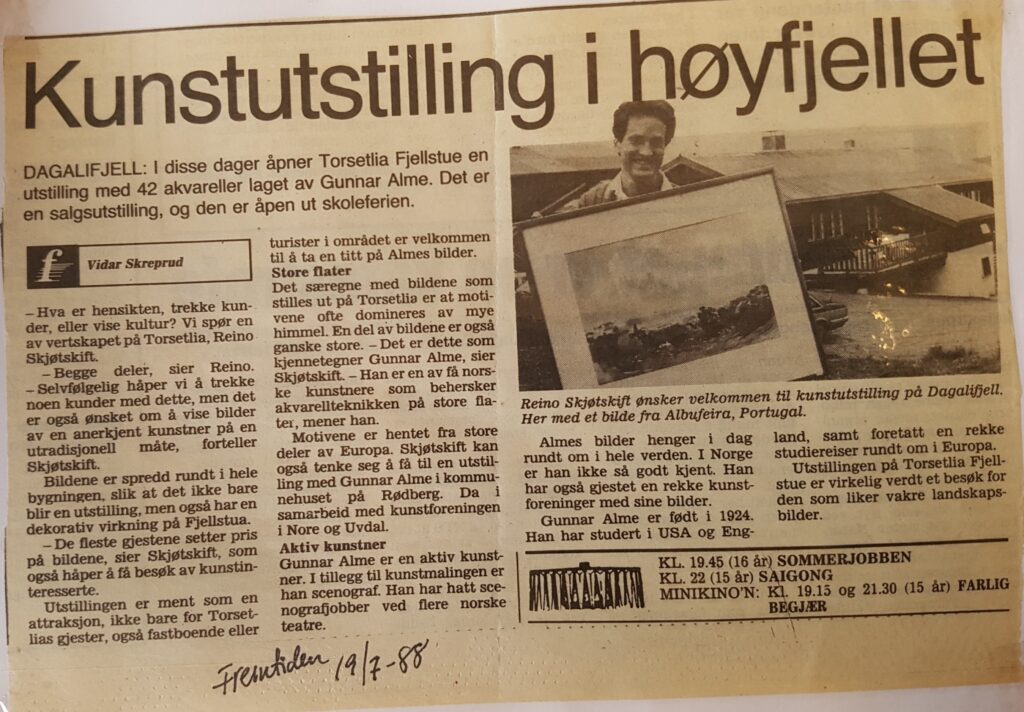 Kunstutstilling i høyfjellet
DAGALIFJELL: I disse dager åpner Torsetlia Fjellstue en
utstilling med 42 akvareller laget av Gunnar Alme. Det er
en salgsutstilling, og den er åpen ut skoleferien.
f
Vidar Skreprud
– Hva er hensikten, trekke kun-
der, eller vise kultur? Vi spør en
av vertskapet på Torsetlia, Reino
Skjøtskift.
– Begge deler, sier Reino.
– Selvfølgelig håper vi å trekke
noen kunder med dette, men det
er også ønsket om å vise bilder
av en anerkjent kunstner på en
utradisjonell måte, forteller
Skjøtskift.
Bildene er spredd rundt i hele
bygningen, slik at det ikke bare
blir en utstilling, men også har en
dekorativ virkning på Fjellstua.
– De fleste gjestene setter pris
på bildene, sier Skjøtskift, som
også håper å få besøk av kunstin-
teresserte.
Utstillingen er ment som en
attraksjon, ikke bare for Torset-
lias gjester, også fastboende eller
turister i området er velkommen
til å ta en titt på Almes bilder.
Store flater
Det særegne med bildene som
stilles ut på Torsetlia er at moti-
vene ofte domineres av mye
himmel. En del av bildene er også
ganske store. – Det er dette som
kjennetegner Gunnar Alme, sier
Skjøtskift. – Han er en av få nors-
ke kunstnere som behersker
akvarellteknikken på store fla-
ter, mener han.
Motivene er hentet fra store
deler av Europa. Skjøtskift kan
også tenke seg å få til en utstil-
ling med Gunnar Alme i kommu-
nehuset på Rødberg. Da i
samarbeid med kunstforeningen
i Nore og Uvdal.
Aktiv kunstner
Gunnar Alme er en aktiv kunst-
ner. I tillegg til kunstmalingen er
han scenograf. Han har hatt sce-
nografjobber ved flere norske
teatre.
Reino Skjøtskift ønsker velkommen til kunstutstilling på Dagalifjell.
Her med et bilde fra Albufeira, Portugal.
Almes bilder henger i dag
rundt om i hele verden. I Norge
er han ikke så godt kjent. Han
har også gjestet en rekke kunst-
foreninger med sine bilder.
Gunnar Alme er født i 1924.
Han har studert i USA og Eng-
land, samt foretatt en rekke
studiereiser rundt om i Europa.
Utstillingen på Torsetlia Fjell-
stue er virkelig verdt et besøk for
den som liker vakre landskaps-
bilder.
KL. 19.45 (16 år) SOMMERJOBBEN
KL. 22 (15 år) SAIGONG
MINIKINO'N: Kl. 19.15 og 21.30 (15 år) FARLIG
BEGJÆR
Fremtiden 19/7-88